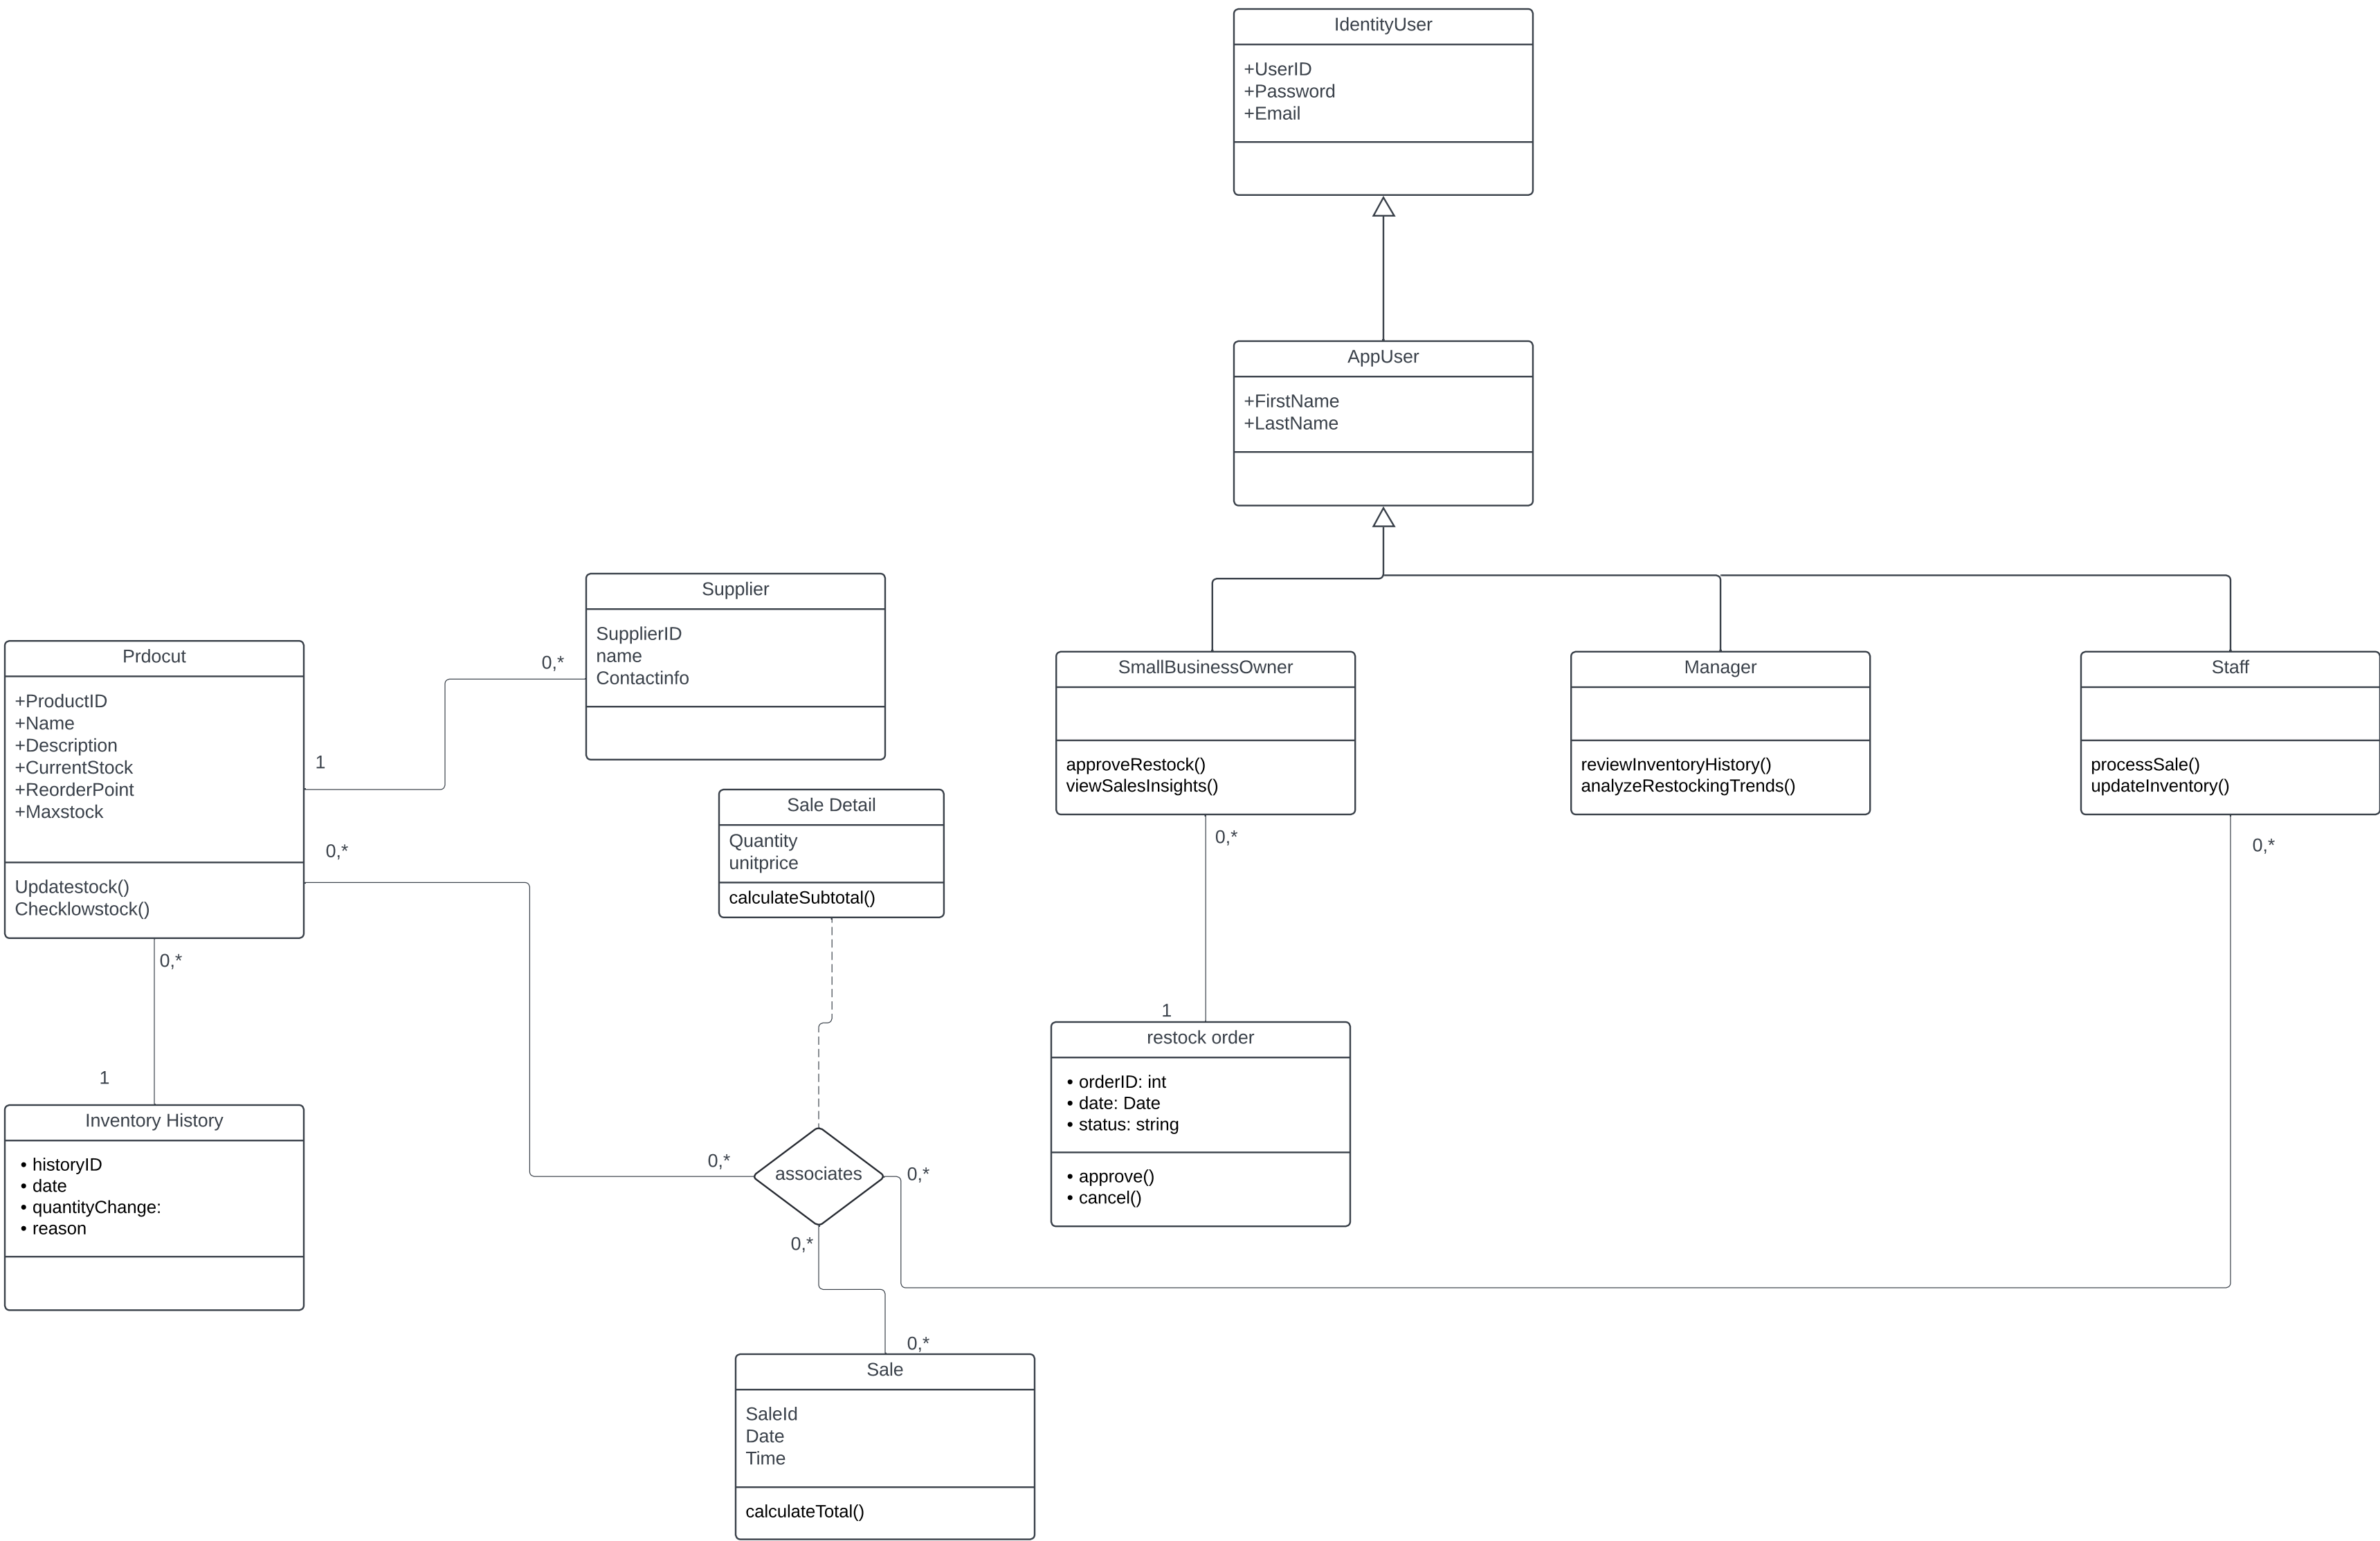 IdentityUser
+UserID
+Password
+Email
AppUser
+FirstName
+LastName
Supplier
SupplierID
name
Contactinfo
0,*
Prdocut
+ProductID
+Name
+Description
+CurrentStock
+ReorderPoint
+Maxstock
Updatestock()
Checklowstock()
1
0,*
0,*
1
SmallBusinessOwner
approveRestock()
viewSalesInsights()
0,*
Manager
reviewInventoryHistory()
analyzeRestockingTrends()
Staff
processSale()
updateInventory()
0,*
Sale Detail
Quantity
unitprice
calculateSubtotal()
1
restock order
• orderID: int
• date: Date
• status: string
• approve()
• cancel()
Inventory History
• historyID
• date
• quantityChange:
• reason
0,*
associates
0,*
0,*
0,*
Sale
SaleId
Date
Time
calculateTotal()